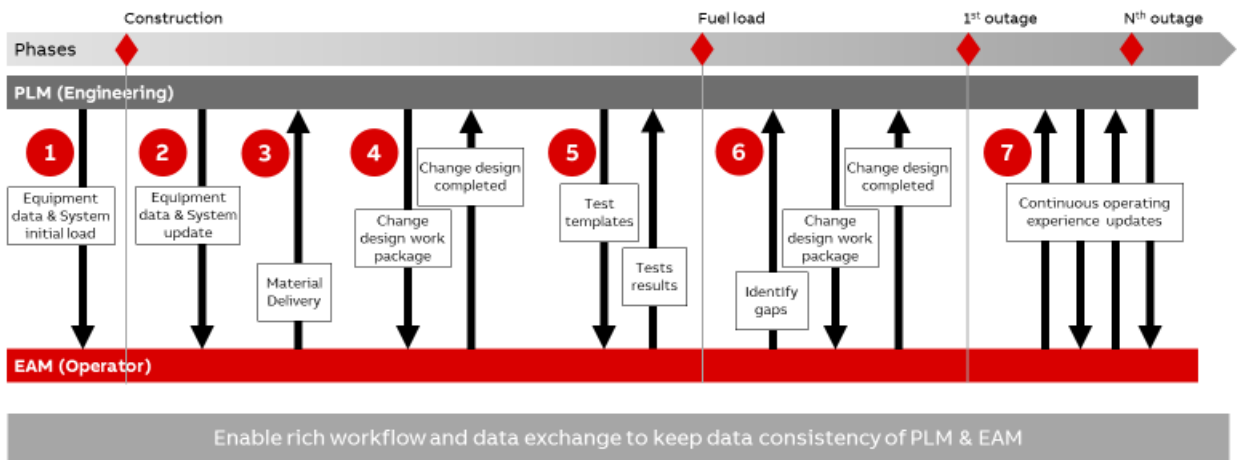 Construction
Fuel load
1st outage
Nth outage
Phases
PLM (Engineering)
1
2
3
4
5
6
7
Equipment
data & System
initial load
Equipment
data & System
update
Material
Delivery
Change
design work
package
Change design
completed
Test
templates
Tests
results
Identify
gaps
Change
design work
package
Change design
completed
Continuous operating
experience updates
EAM (Operator)
Enable rich workflow and data exchange to keep data consistency of PLM & EAM